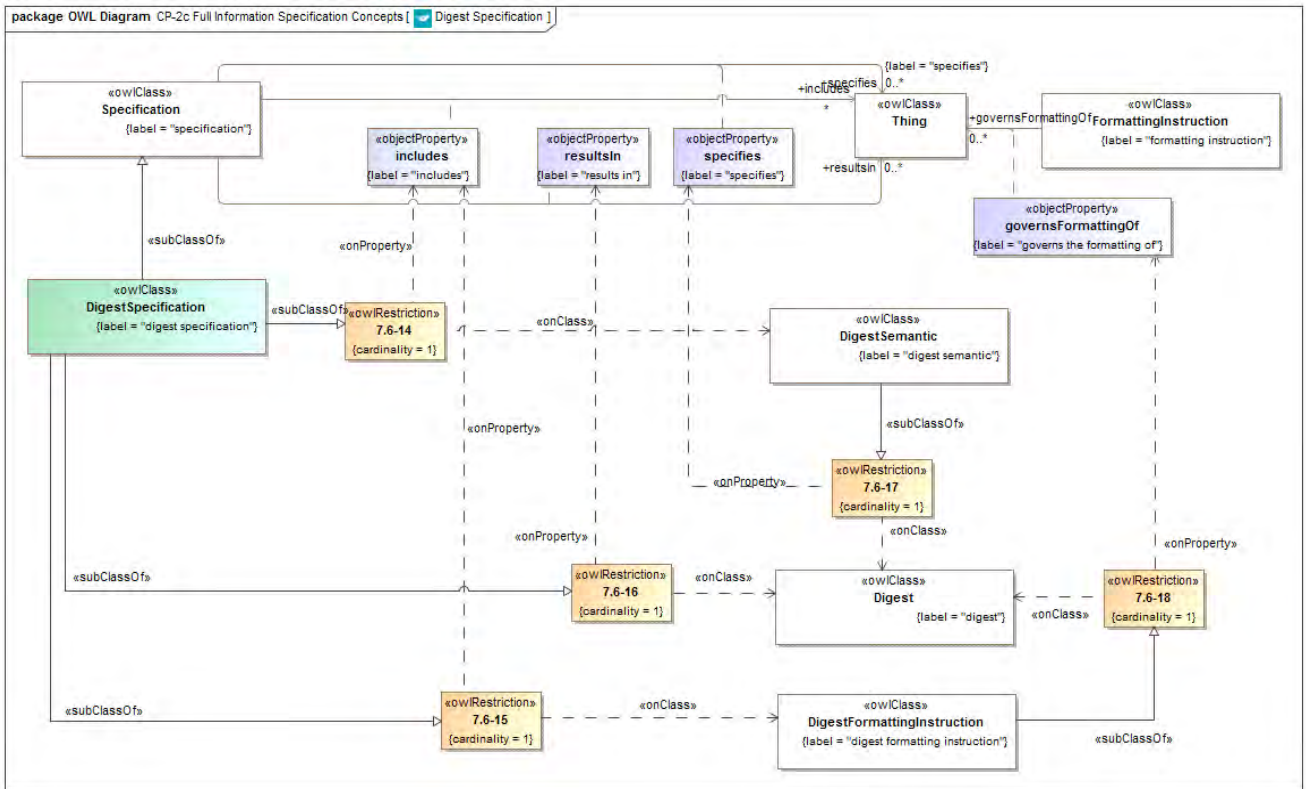 package OWL Diagram CP-2c Full Information Specification Concepts [ Digest Specification ]
{label = "specifies"}
+specifies 0..*
+includes
*
«owlClass»
Specification
{label = "specification"}
«owlClass»
Thing
+governsFormattingOf
0..*
«owlClass»
FormattingInstruction
{label = "formatting instruction"}
«objectProperty»
includes
{label = "includes"}
«objectProperty»
resultsIn
{label = "results in"}
«objectProperty»
specifies
{label = "specifies"}
+resultsIn 0..*
«objectProperty»
governsFormattingOf
{label = "governs the formatting of"}
«subClassOf»
«onProperty»
«owlClass»
DigestSpecification
{label = "digest specification"}
«subClassOf»
«owlRestriction»
7.6-14
{cardinality = 1}
«onClass»
«owlClass»
DigestSemantic
{label = "digest semantic"}
«onProperty»
«subClassOf»
«owlRestriction»
7.6-17
{cardinality = 1}
«onProperty»
«onClass»
«onProperty»
«onProperty»
«subClassOf»
«owlRestriction»
7.6-16
{cardinality = 1}
«onClass»
«owlClass»
Digest
{label = "digest"}
«onClass»
«owlRestriction»
7.6-18
{cardinality = 1}
«subClassOf»
«owlRestriction»
7.6-15
{cardinality = 1}
«onClass»
«owlClass»
DigestFormattingInstruction
{label = "digest formatting instruction"}
«subClassOf»